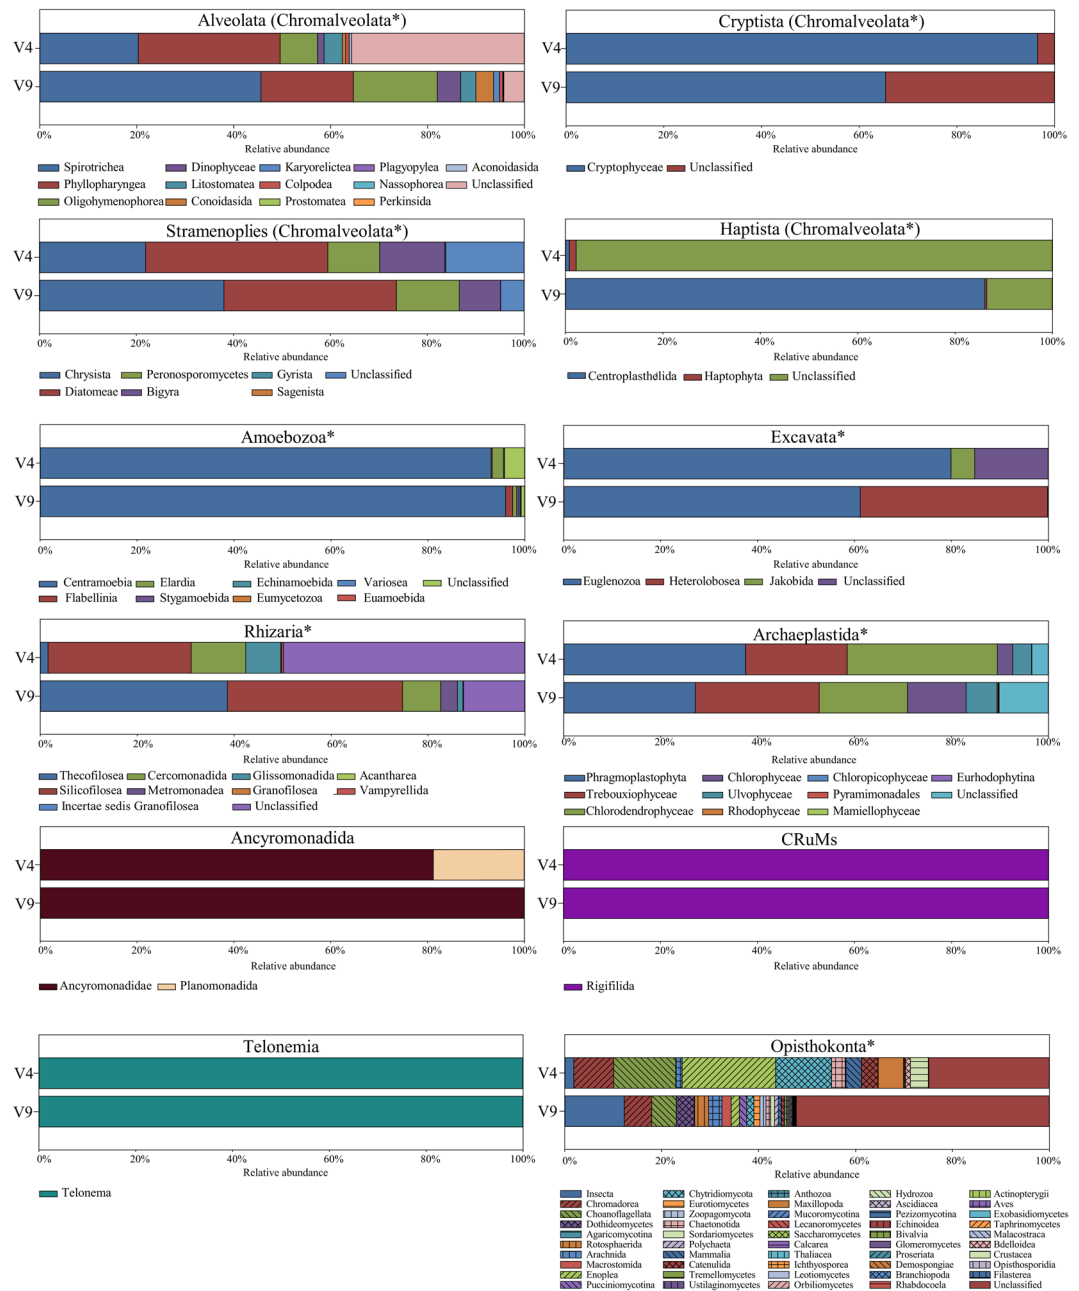 Alveolata (Chromalveolata*)
V4
V9
0% 20% 40% 60% 80% 100%
Relative abundance
Spirotrichea Dinophyceae Karyorelictea Plagyopylea Aconoidasida
Phyllopharyngea Litostomatea Colpodea Nassophorea Unclassified
Oligohymenophorea Conoidasida Prostomatea Perkinsida
Cryptista (Chromalveolata*)
V4
V9
0% 20% 40% 60% 80% 100%
Relative abundance
Cryptophyceae Unclassified
Stramenoplies (Chromalveolata*)
V4
V9
0% 20% 40% 60% 80% 100%
Relative abundance
Chrysista Peronosporomycetes Gyrista Unclassified
Diatomeae Bigyra Sagenista
Haptista (Chromalveolata*)
V4
V9
0% 20% 40% 60% 80% 100%
Relative abundance
Centroplasthelida Haptophyta Unclassified
Amoebozoa*
V4
V9
0% 20% 40% 60% 80% 100%
Relative abundance
Centramoebia Elardia Echinamoebida Variosea Unclassified
Flabellinia Stygamoebida Eumycetozoa Euamoebida
Excavata*
V4
V9
0% 20% 40% 60% 80% 100%
Relative abundance
Euglenozoa Heterolobosea Jakobida Unclassified
Rhizaria*
V4
V9
0% 20% 40% 60% 80% 100%
Relative abundance
Thecofilosea Cercomonadida Glissomonadida Acantharea
Silicofilosea Metromonadea Granofilosea Vampyrellida
Incertae sedis Granofilosea Unclassified
Archaeplastida*
V4
V9
0% 20% 40% 60% 80% 100%
Relative abundance
Phragmoplastophyta Chlorophyceae Chloropicophyceae Eurhodophytina
Trebouxiophyceae Ulvophyceae Pyramimonadales Unclassified
Chlorodendrophyceae Rhodophyceae Mamiellophyceae
Ancyromonadida
V4
V9
0% 20% 40% 60% 80% 100%
Relative abundance
Ancyromonadidae Planomonadida
CRuMs
V4
V9
0% 20% 40% 60% 80% 100%
Relative abundance
Rigifilida
Telonemia
V4
V9
0% 20% 40% 60% 80% 100%
Relative abundance
Telonema
Opisthokonta*
V4
V9
0% 20% 40% 60% 80% 100%
Relative abundance
Insecta Chytridiomycota Anthozoa Hydrozoa Actinopterygii
Chromadorea Eurotiomycetes Maxillopoda Ascidiacea Aves
Choanoflagellata Zoopagomycota Mucoromycotina Pezizomycotina Exobasidiomycetes
Dothideomycetes Chaetonotida Lecanoromycetes Echinoidea Taphrinomycetes
Agaricomycotina Sordariomycetes Saccharomycetes Bivalvia Malacostraca
Rotosphaerida Polychaeta Calcarea Glomeromycetes Bdelloidea
Arachnida Mammalia Thaliacea Proseriata Crustacea
Macrostomida Catenulida Ichthyosporea Demospongiae Opisthosporidia
Enoplea Tremellomycetes Leotiomycetes Branchiopoda Filasterea
Pucciniomycotina Ustilaginomycetes Orbiliomycetes Rhabdocoela Unclassified